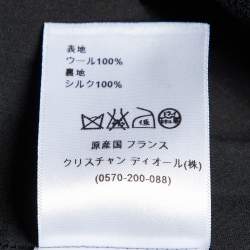 表地
ウール100%
裏地
シルク100%
原産国 フランス
クリスチャン ディオール(株)
(0570-200-088)